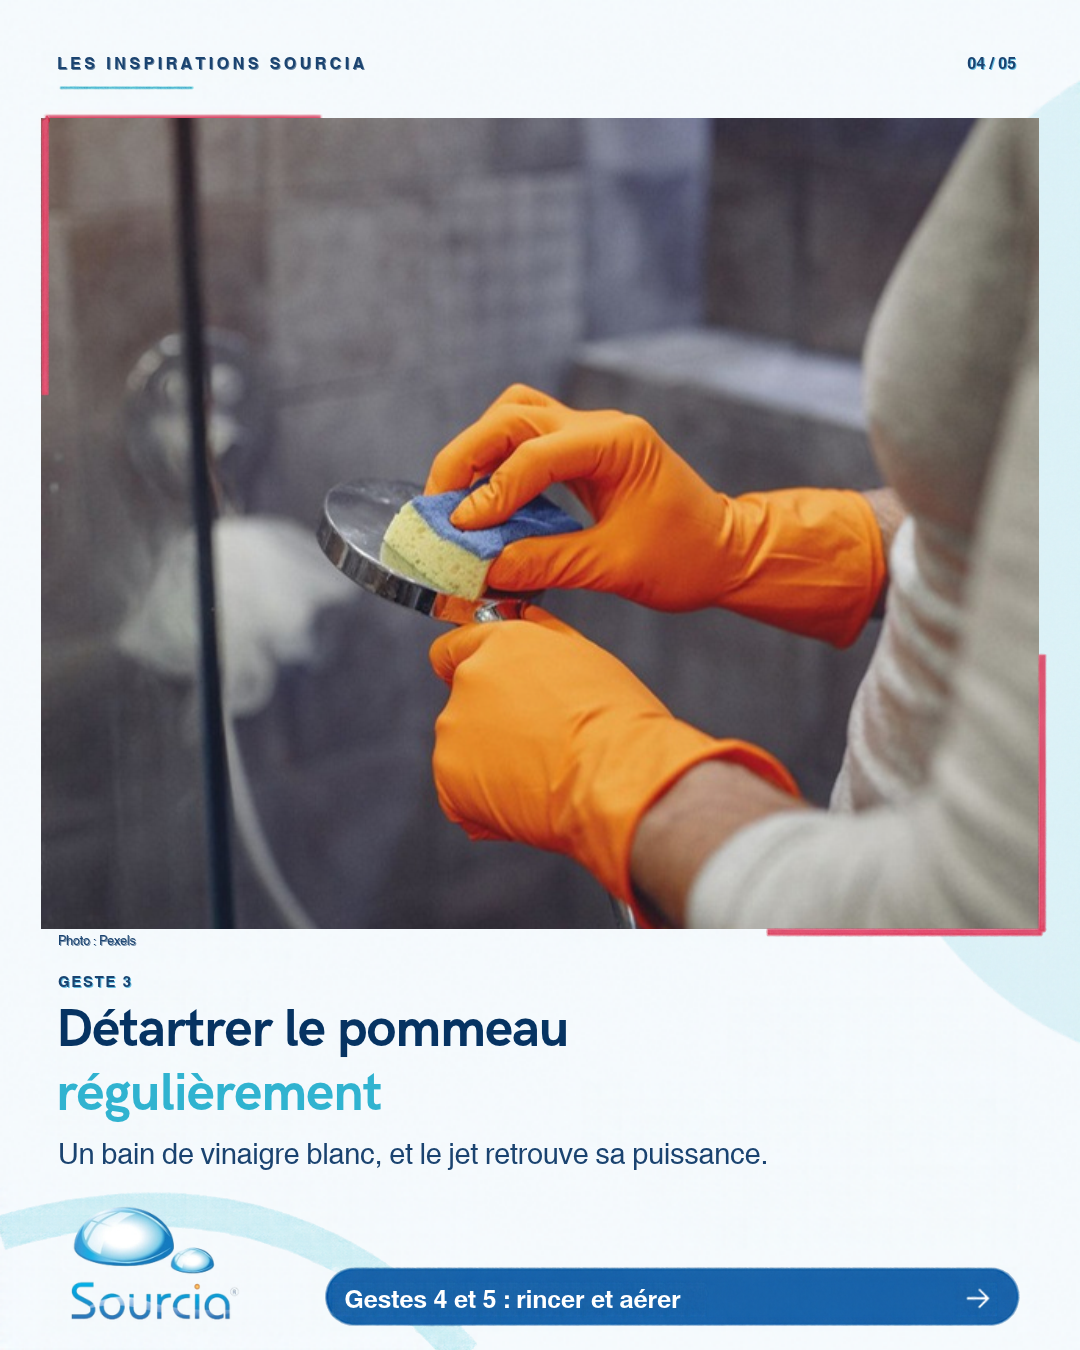 LES INSPIRATIONS SOURCIA
04 / 05
Photo : Pexels
GESTE 3
Détartrer le pommeau
régulièrement
Un bain de vinaigre blanc, et le jet retrouve sa puissance.
Sourcia®
Gestes 4 et 5 : rincer et aérer →